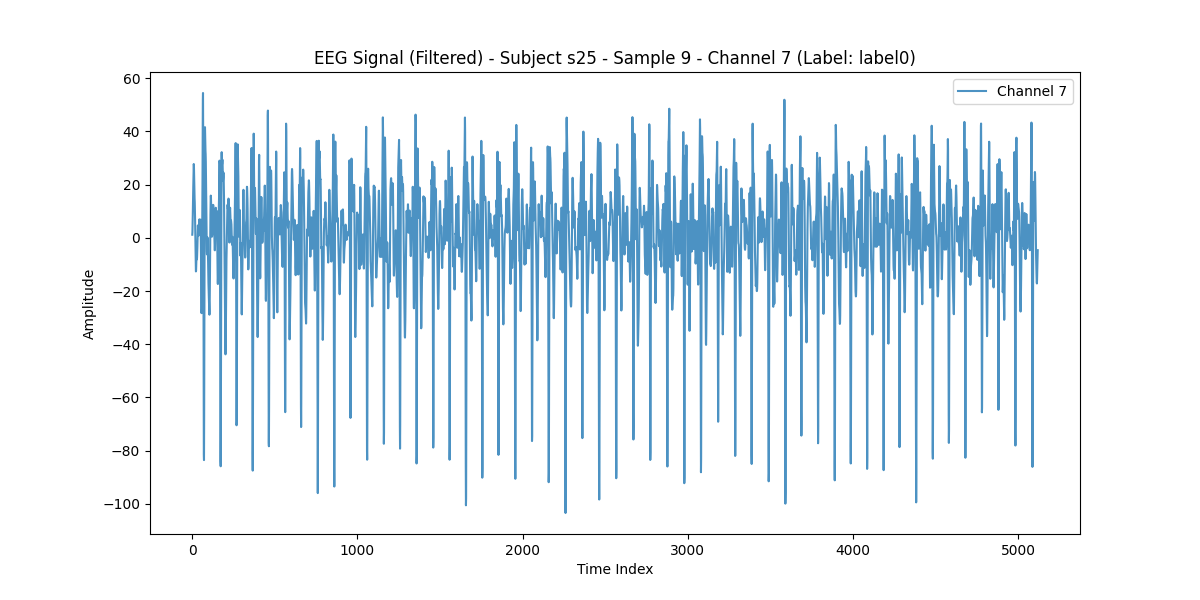 EEG Signal (Filtered) - Subject s25 - Sample 9 - Channel 7 (Label: label0)
Channel 7
60
40
20
0
−20
−40
−60
−80
−100
Amplitude
0 1000 2000 3000 4000 5000
Time Index